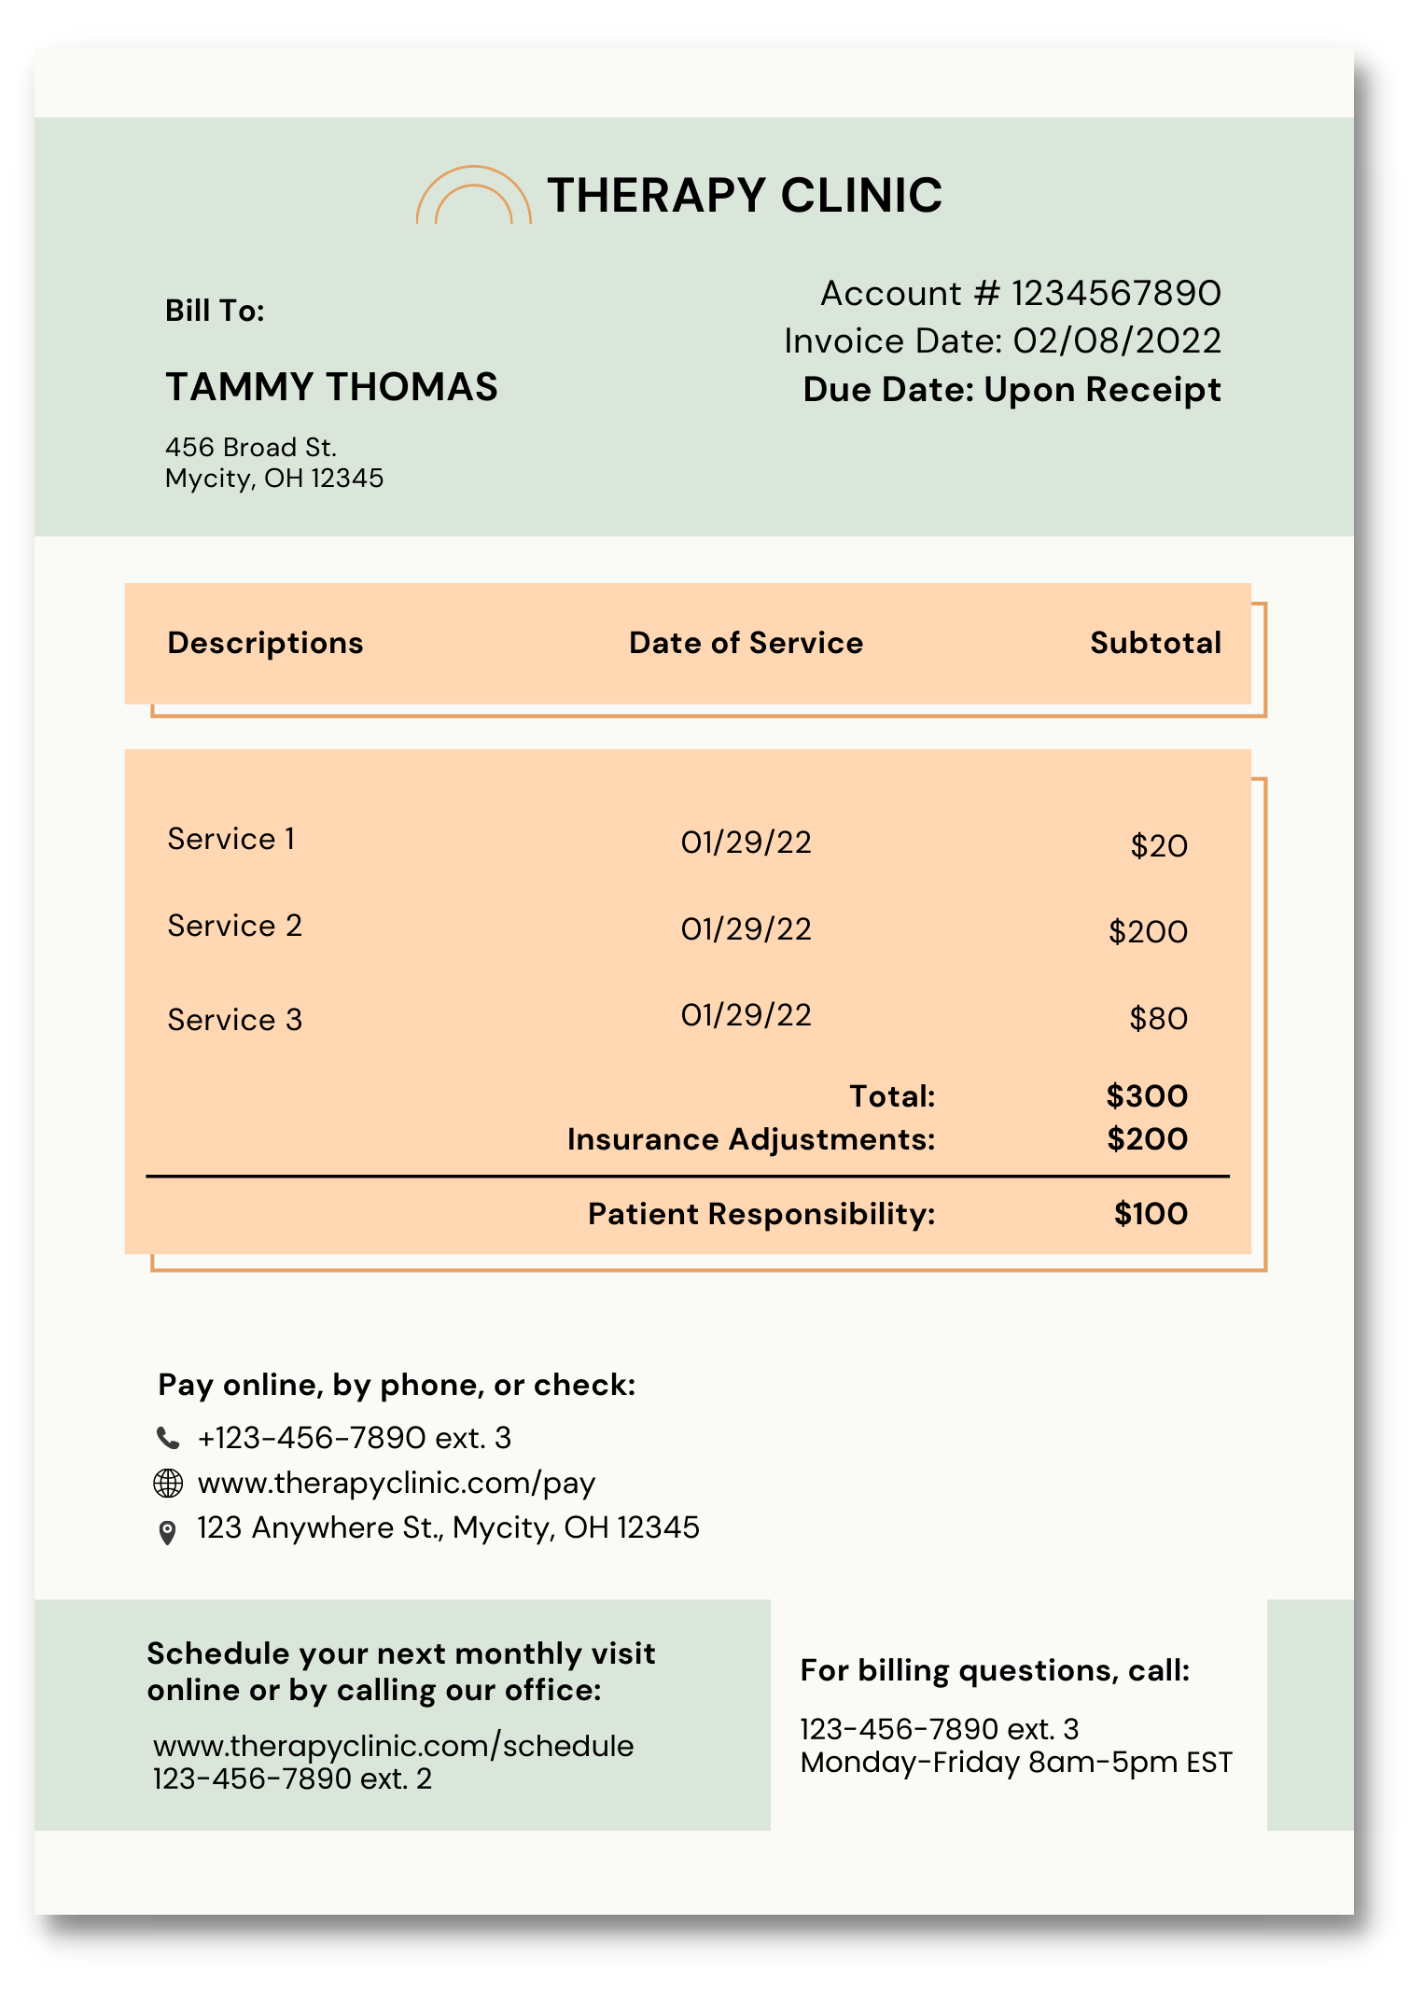 THERAPY CLINIC
Bill To:
TAMMY THOMAS
456 Broad St.
Mycity, OH 12345
Account # 1234567890
Invoice Date: 02/08/2022
Due Date: Upon Receipt
Descriptions Date of Service Subtotal
Service 1 01/29/22 $20
Service 2 01/29/22 $200
Service 3 01/29/22 $80
Total: $300
Insurance Adjustments: $200
Patient Responsibility: $100
Pay online, by phone, or check:
+123-456-7890 ext. 3
www.therapyclinic.com/pay
123 Anywhere St., Mycity, OH 12345
Schedule your next monthly visit
online or by calling our office:
www.therapyclinic.com/schedule
123-456-7890 ext. 2
For billing questions, call:
123-456-7890 ext. 3
Monday-Friday 8am-5pm EST